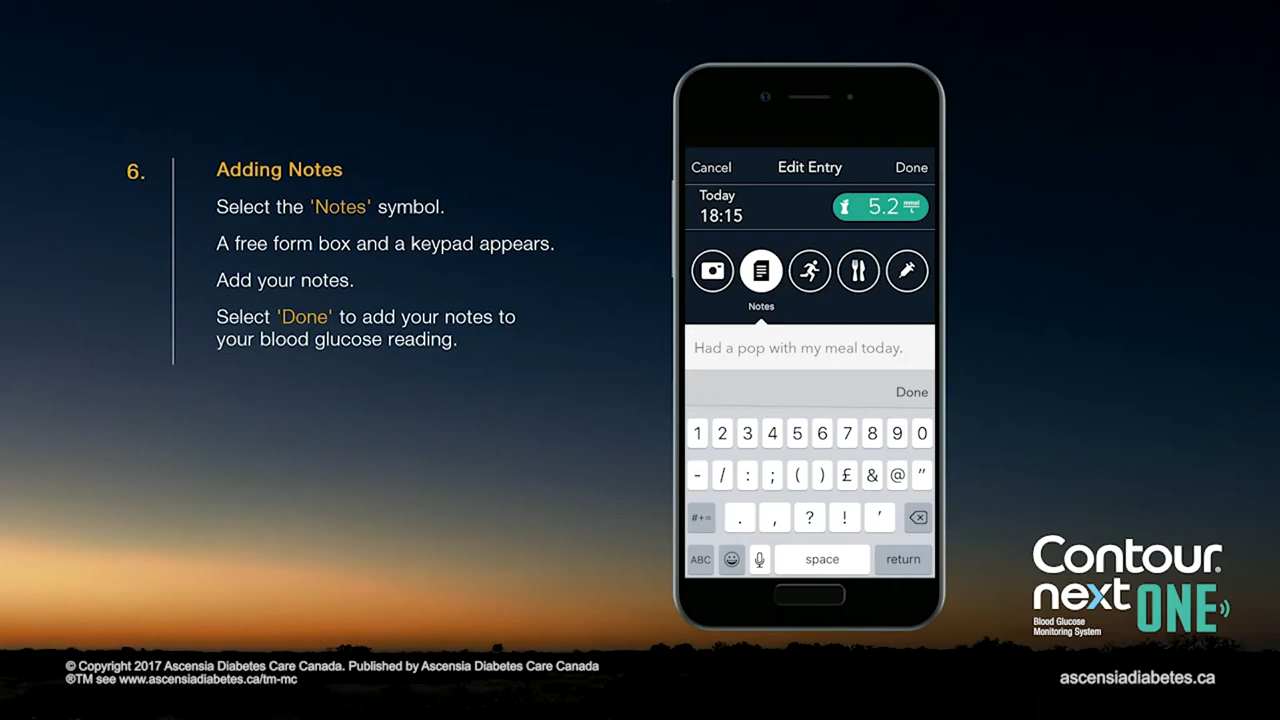 6.
Adding Notes
Select the 'Notes' symbol.
A free form box and a keypad appears.
Add your notes.
Select 'Done' to add your notes to
your blood glucose reading.
Cancel Edit Entry Done
Today
18:15
5.2 mmol/L
Notes
Had a pop with my meal today.
Done
1 2 3 4 5 6 7 8 9 0
- / : ; ( ) £ & @ "
#+= . , ? ! '
ABC space return
Contour®
next ONE
Blood Glucose
Monitoring System
© Copyright 2017 Ascensia Diabetes Care Canada. Published by Ascensia Diabetes Care Canada
®TM see www.ascensiadiabetes.ca/tm-mc
ascensiadiabetes.ca